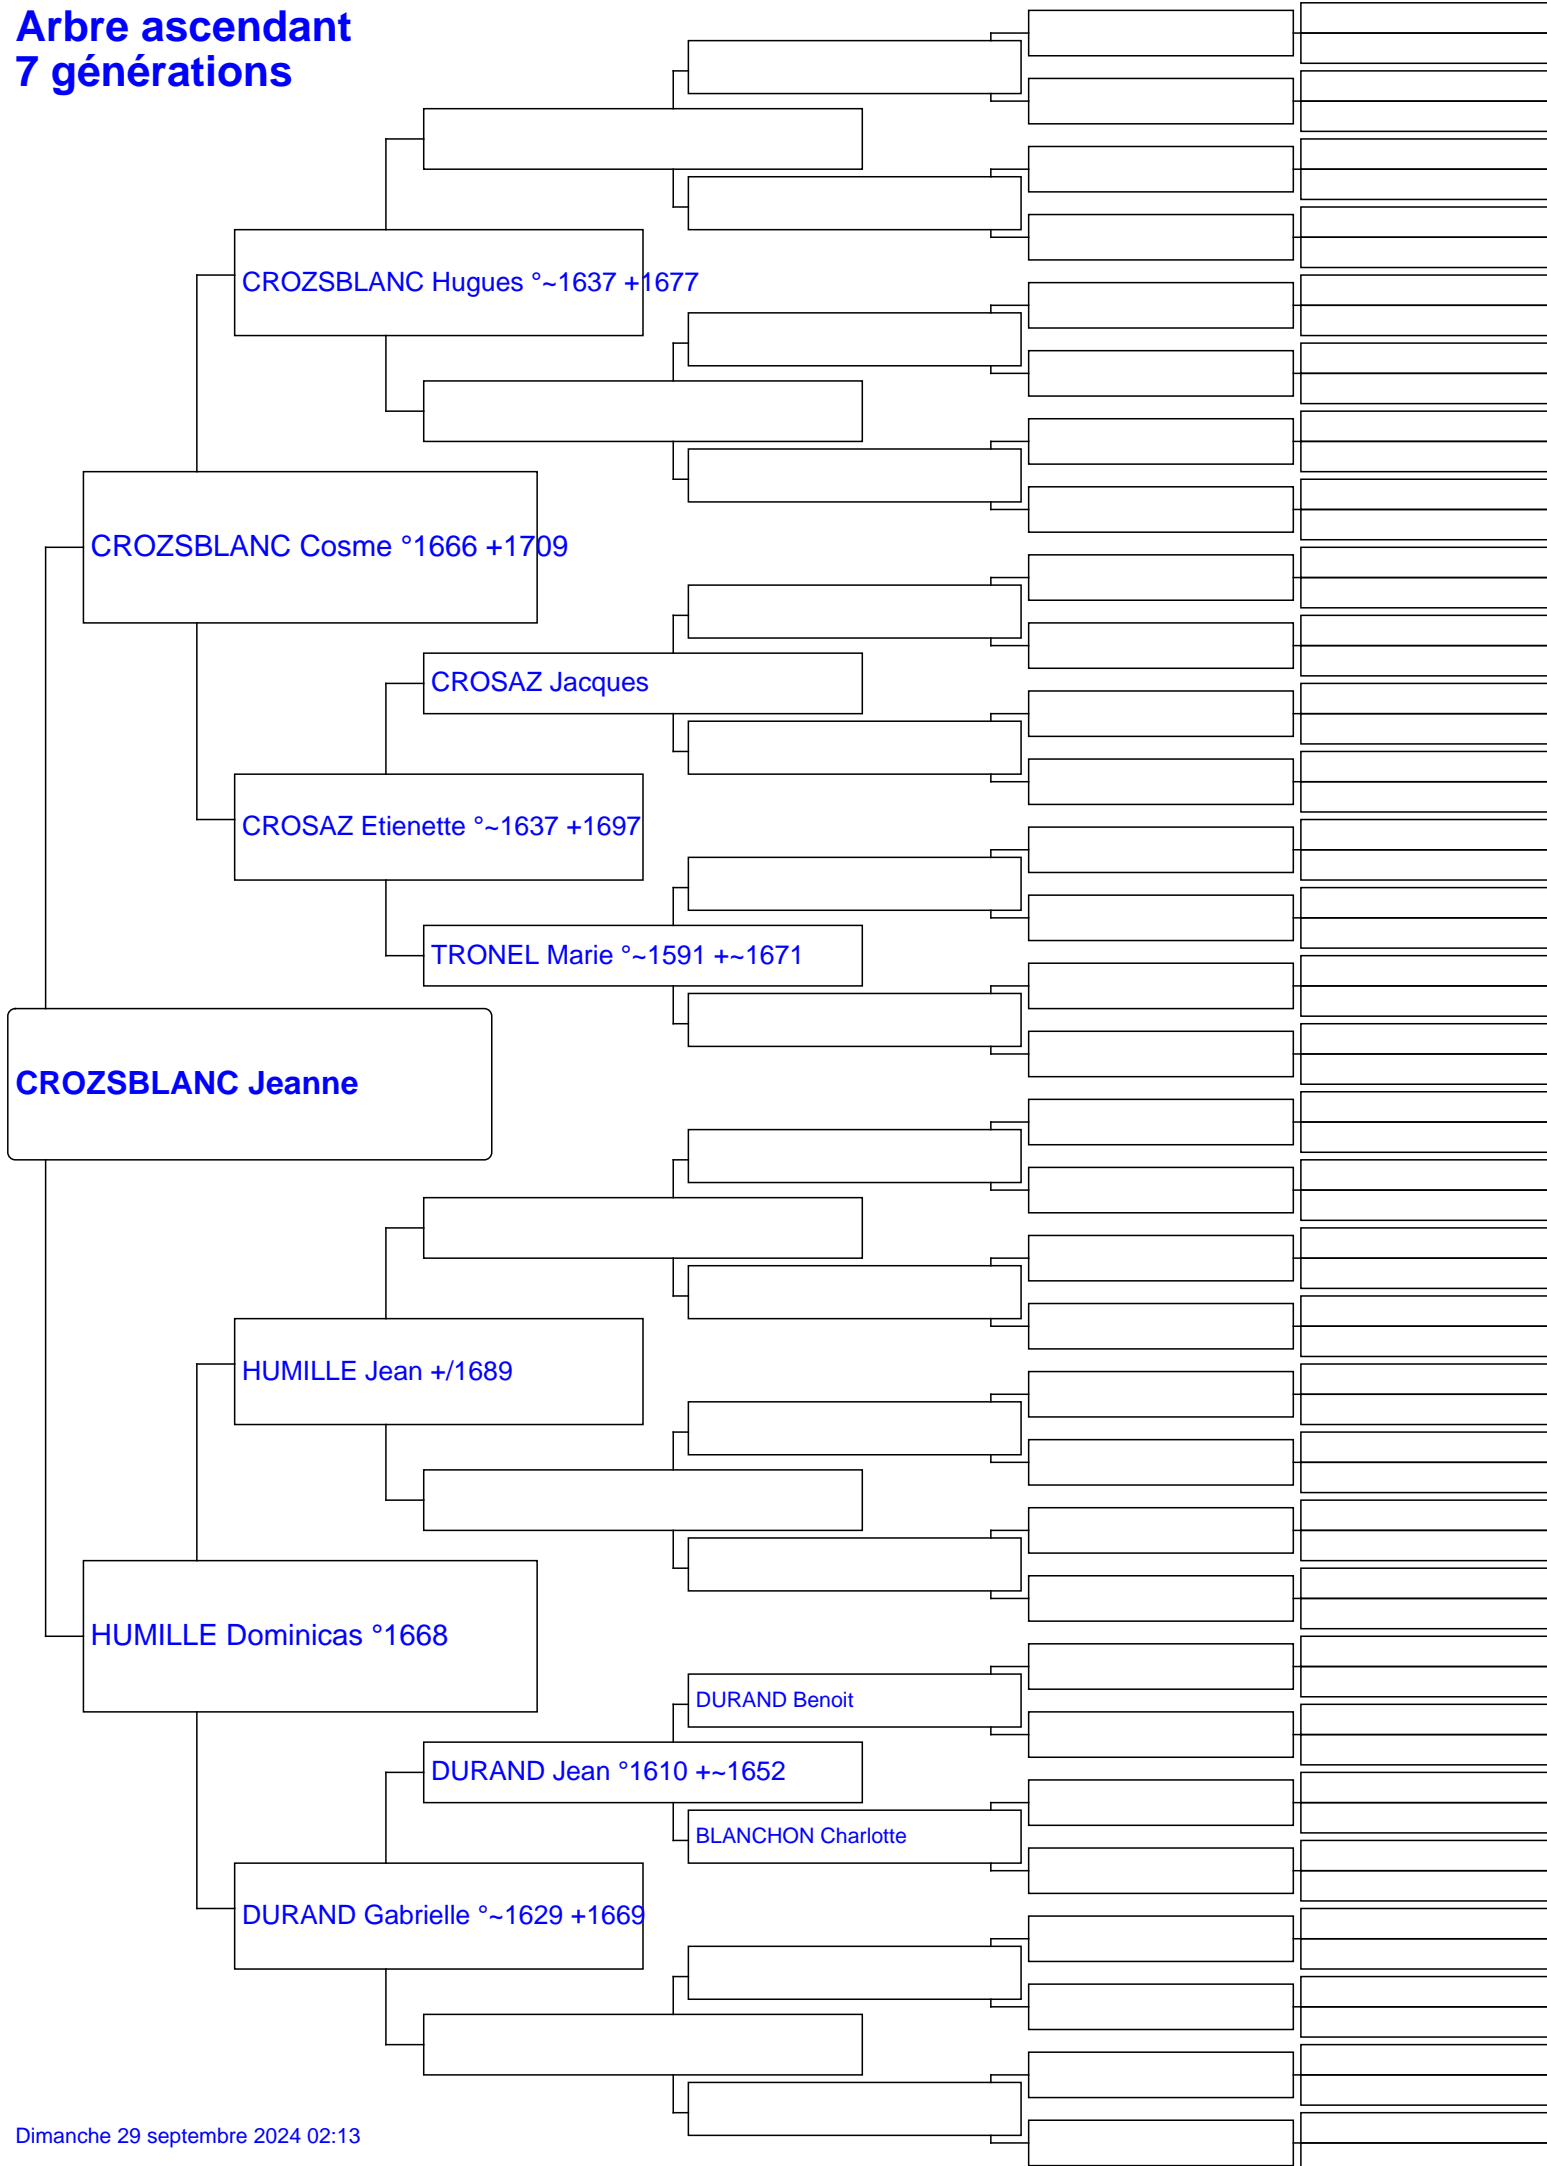 Arbre ascendant
7 générations
CROZSBLANC Hugues °~1637 +1677
CROZSBLANC Cosme °1666 +1709
CROSAZ Jacques
CROSAZ Etienette °~1637 +1697
TRONEL Marie °~1591 +~1671
CROZSBLANC Jeanne
HUMILLE Jean +/1689
HUMILLE Dominicas °1668
DURAND Benoit
DURAND Jean °1610 +~1652
BLANCHON Charlotte
DURAND Gabrielle °~1629 +1669
Dimanche 29 septembre 2024 02:13